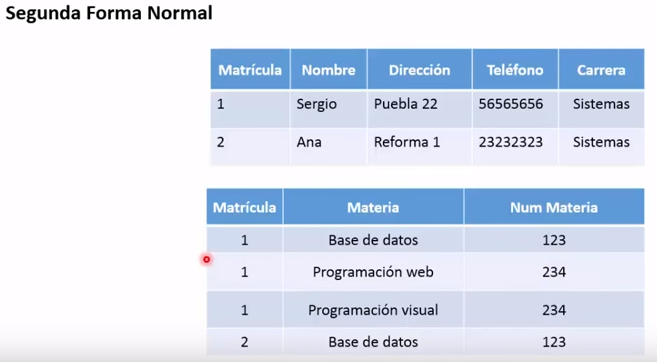 Segunda Forma Normal
Matrícula Nombre Dirección Teléfono Carrera
1 Sergio Puebla 22 56565656 Sistemas
2 Ana Reforma 1 23232323 Sistemas
Matrícula Materia Num Materia
1 Base de datos 123
1 Programación web 234
1 Programación visual 234
2 Base de datos 123